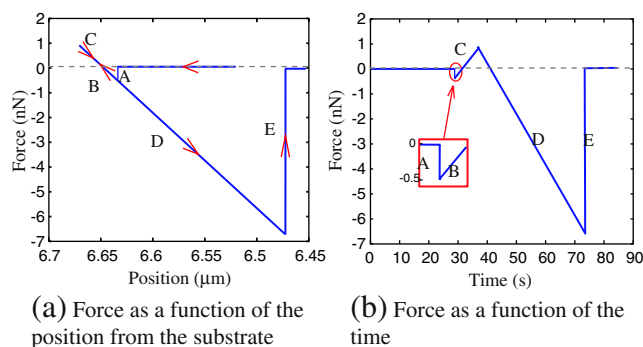 2
1
0
-1
-2
-3
-4
-5
-6
-7
Force (nN)
C
B
A
D
E
6.7 6.65 6.6 6.55 6.5 6.45
Position (μm)
(a) Force as a function of the
position from the substrate
2
1
0
-1
-2
-3
-4
-5
-6
-7
Force (nN)
C
0
A
B
-0.5
D
E
0 10 20 30 40 50 60 70 80 90
Time (s)
(b) Force as a function of the
time